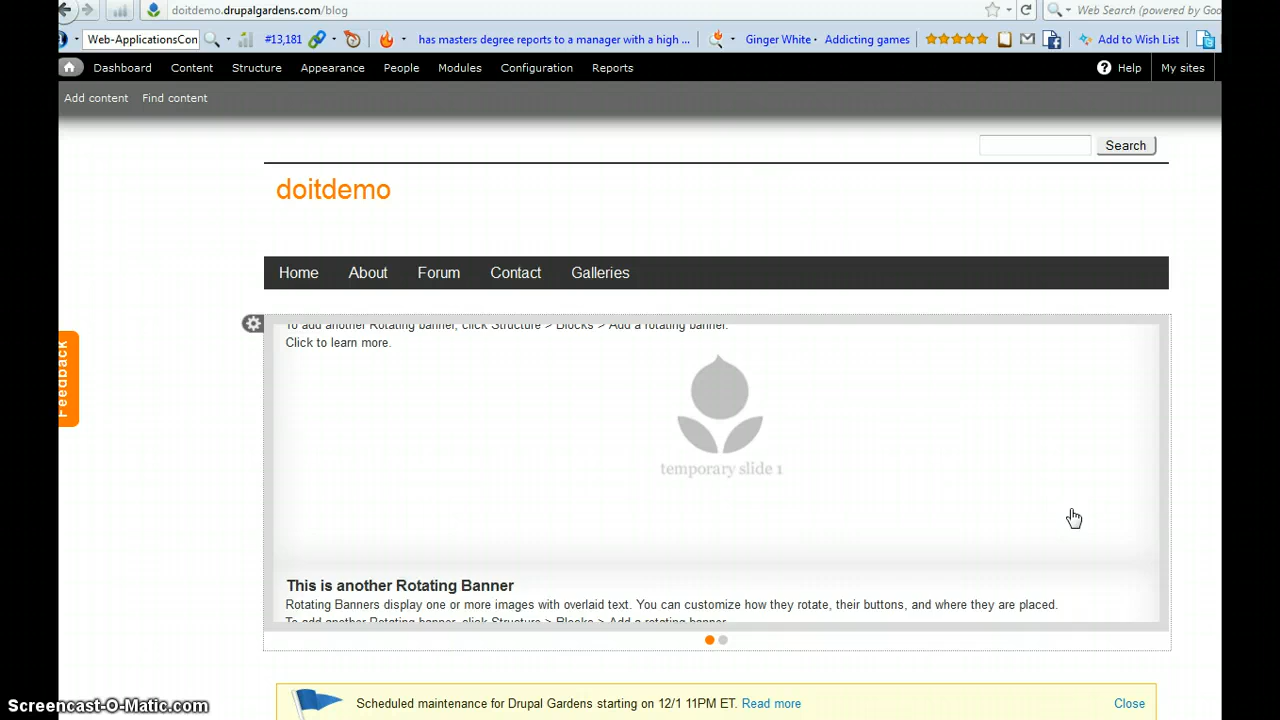 doitdemo.drupalgardens.com/blog
Web Search (powered by Goo
Web-ApplicationsCon
#13,181
has masters degree reports to a manager with a high ...
Ginger White
Addicting games
Add to Wish List
Dashboard Content Structure Appearance People Modules Configuration Reports
Help My sites
Add content Find content
Search
doitdemo
Home About Forum Contact Galleries
To add another Rotating banner, click Structure > Blocks > Add a rotating banner.
Click to learn more.
temporary slide 1
Feedback
This is another Rotating Banner
Rotating Banners display one or more images with overlaid text. You can customize how they rotate, their buttons, and where they are placed.
To add another Rotating banner, click Structure > Blocks > Add a rotating banner.
Scheduled maintenance for Drupal Gardens starting on 12/1 11PM ET. Read more
Close
Screencast-O-Matic.com